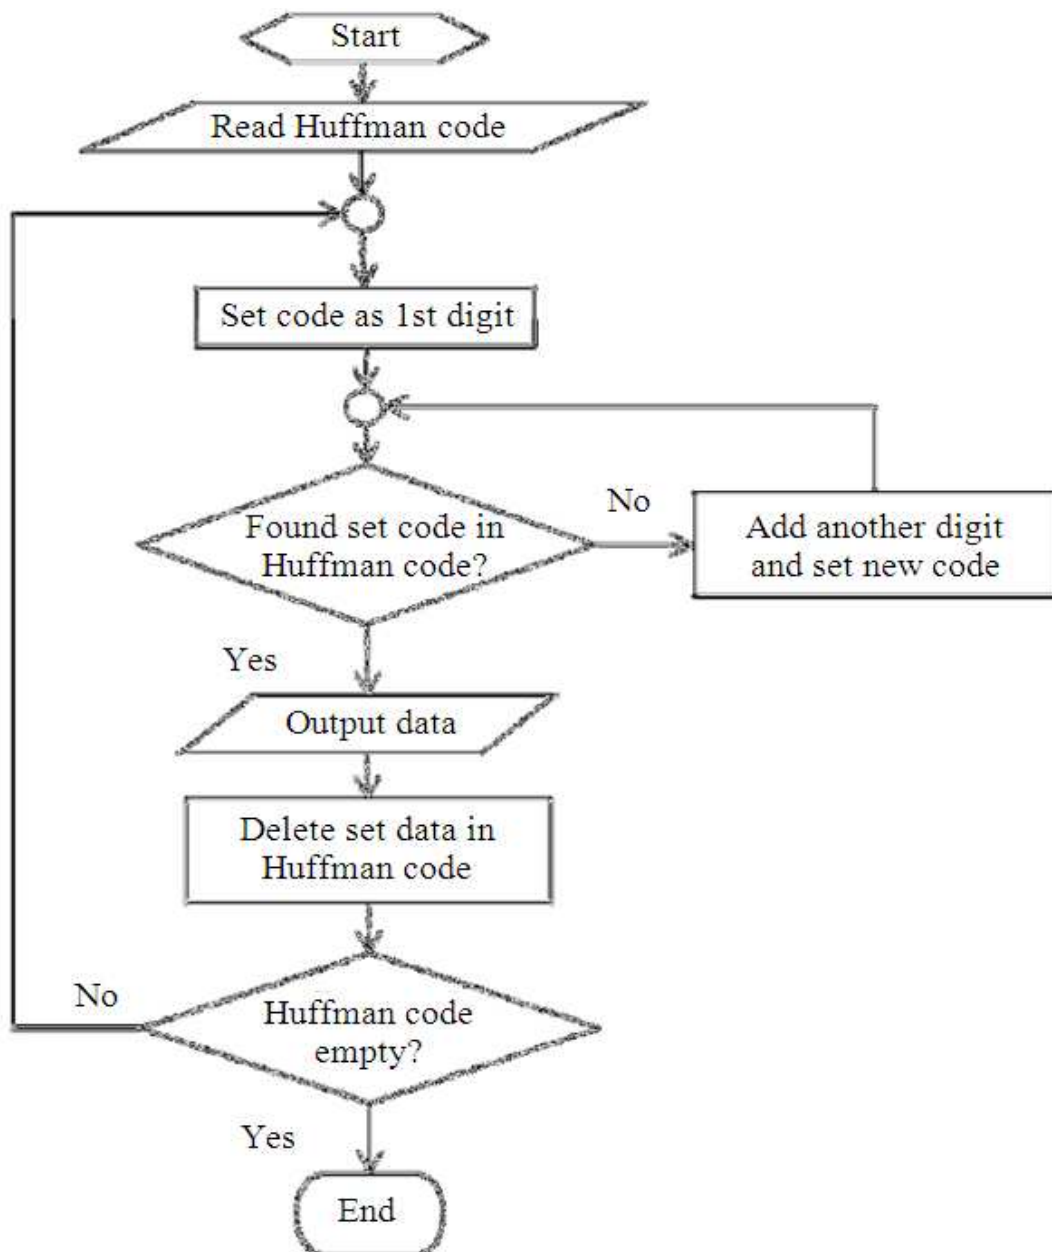 Start
Read Huffman code
Set code as 1st digit
Found set code in
Huffman code?
No
Add another digit
and set new code
Yes
Output data
Delete set data in
Huffman code
No
Huffman code
empty?
Yes
End